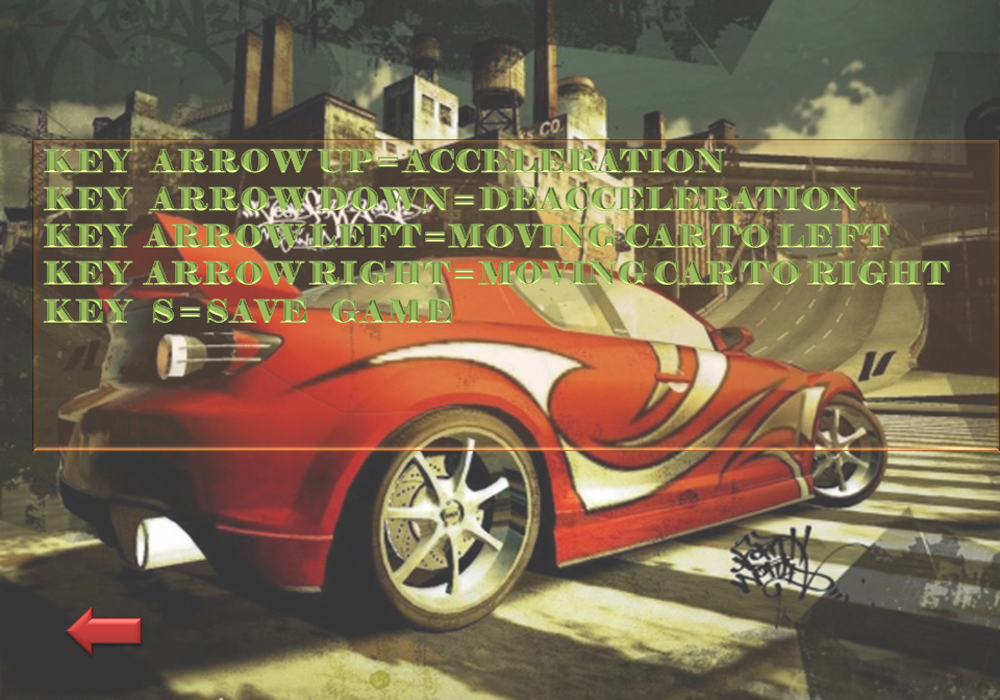 KEY ARROW UP=ACCELERATION
KEY ARROW DOWN=DEACCELERATION
KEY ARROW LEFT=MOVING CAR TO LEFT
KEY ARROW RIGHT=MOVING CAR TO RIGHT
KEY S=SAVE GAME
CO